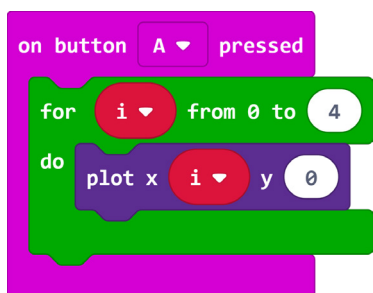 on button A pressed
for i from 0 to 4
do
plot x i y 0